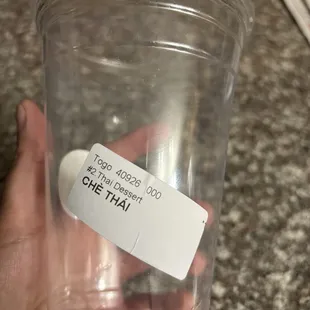 Togo 40926 000
#2 Thai Dessert
CHÈ THÁI